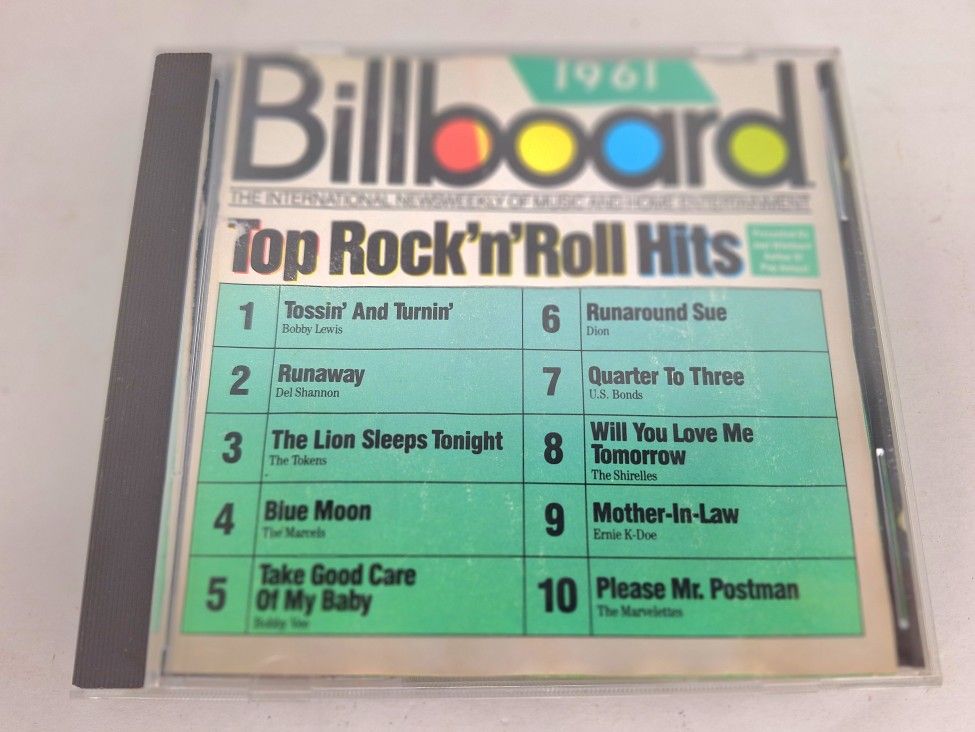 1961
Billboard
THE INTERNATIONAL NEWSWEEKLY OF MUSIC AND HOME ENTERTAINMENT
Top Rock'n'Roll Hits
1 Tossin' And Turnin'
Bobby Lewis
2 Runaway
Del Shannon
3 The Lion Sleeps Tonight
The Tokens
4 Blue Moon
The Marcels
5 Take Good Care
Of My Baby
Bobby Vee
6 Runaround Sue
Dion
7 Quarter To Three
U.S. Bonds
8 Will You Love Me
Tomorrow
The Shirelles
9 Mother-In-Law
Ernie K-Doe
10 Please Mr. Postman
The Marvelettes